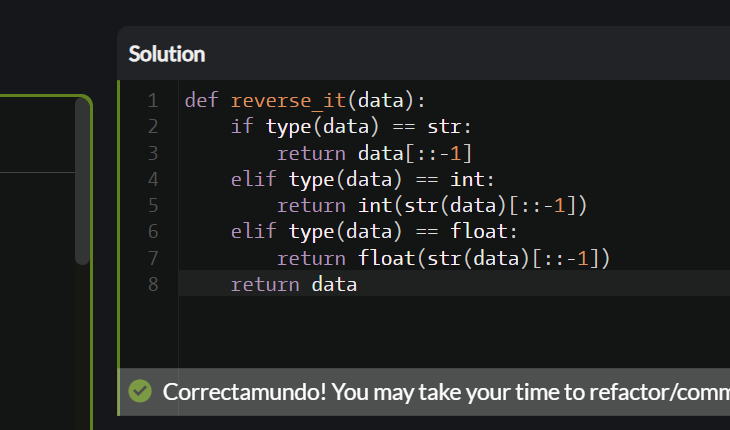 Solution
1 def reverse_it(data):
2     if type(data) == str:
3         return data[::-1]
4     elif type(data) == int:
5         return int(str(data)[::-1])
6     elif type(data) == float:
7         return float(str(data)[::-1])
8     return data
Correctamundo! You may take your time to refactor/comm